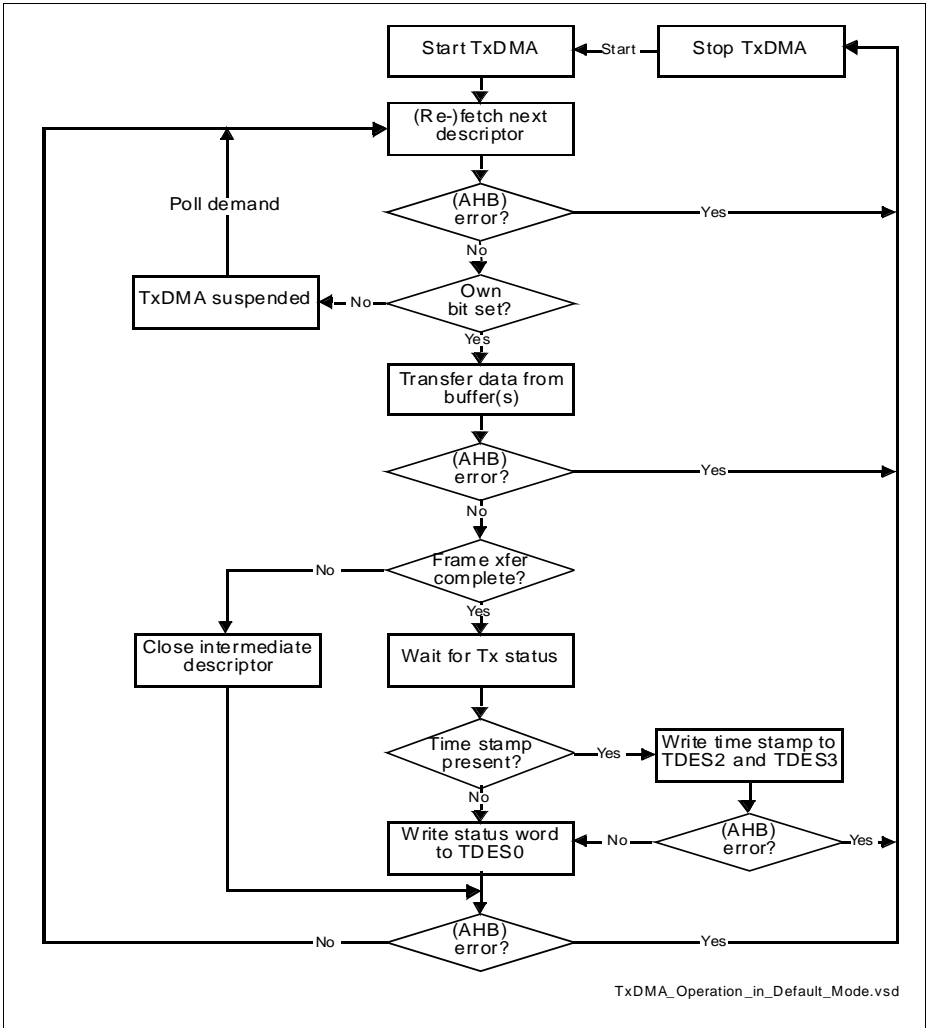 Start TxDMA
Start
Stop TxDMA
(Re-)fetch next
descriptor
Poll demand
(AHB)
error?
Yes
No
TxDMA suspended
No
Own
bit set?
Yes
Transfer data from
buffer(s)
(AHB)
error?
Yes
No
No
Frame xfer
complete?
Yes
Close intermediate
descriptor
Wait for Tx status
Time stamp
present?
Yes
Write time stamp to
TDES2 and TDES3
No
Write status word
to TDES0
No
(AHB)
error?
Yes
No
(AHB)
error?
Yes
TxDMA_Operation_in_Default_Mode.vsd